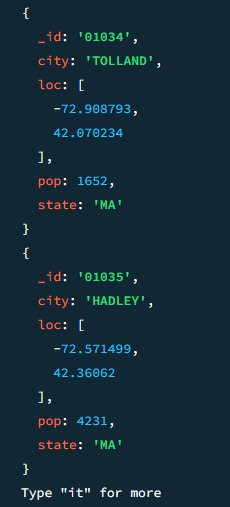 {
_id: '01034',
city: 'TOLLAND',
loc: [
-72.908793,
42.070234
],
pop: 1652,
state: 'MA'
}
{
_id: '01035',
city: 'HADLEY',
loc: [
-72.571499,
42.36062
],
pop: 4231,
state: 'MA'
}
Type "it" for more